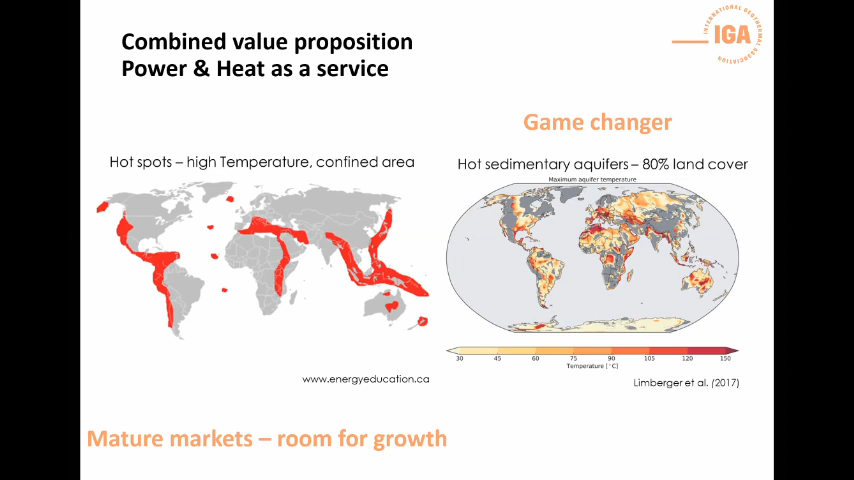 Combined value proposition
Power & Heat as a service
INTERNATIONAL GEOTHERMAL ASSOCIATION
IGA
Game changer
Hot spots – high Temperature, confined area
Hot sedimentary aquifers – 80% land cover
Maximum aquifer temperature
30 45 60 75 90 105 120 150
Temperature [°C]
www.energyeducation.ca
Limberger et al. (2017)
Mature markets – room for growth